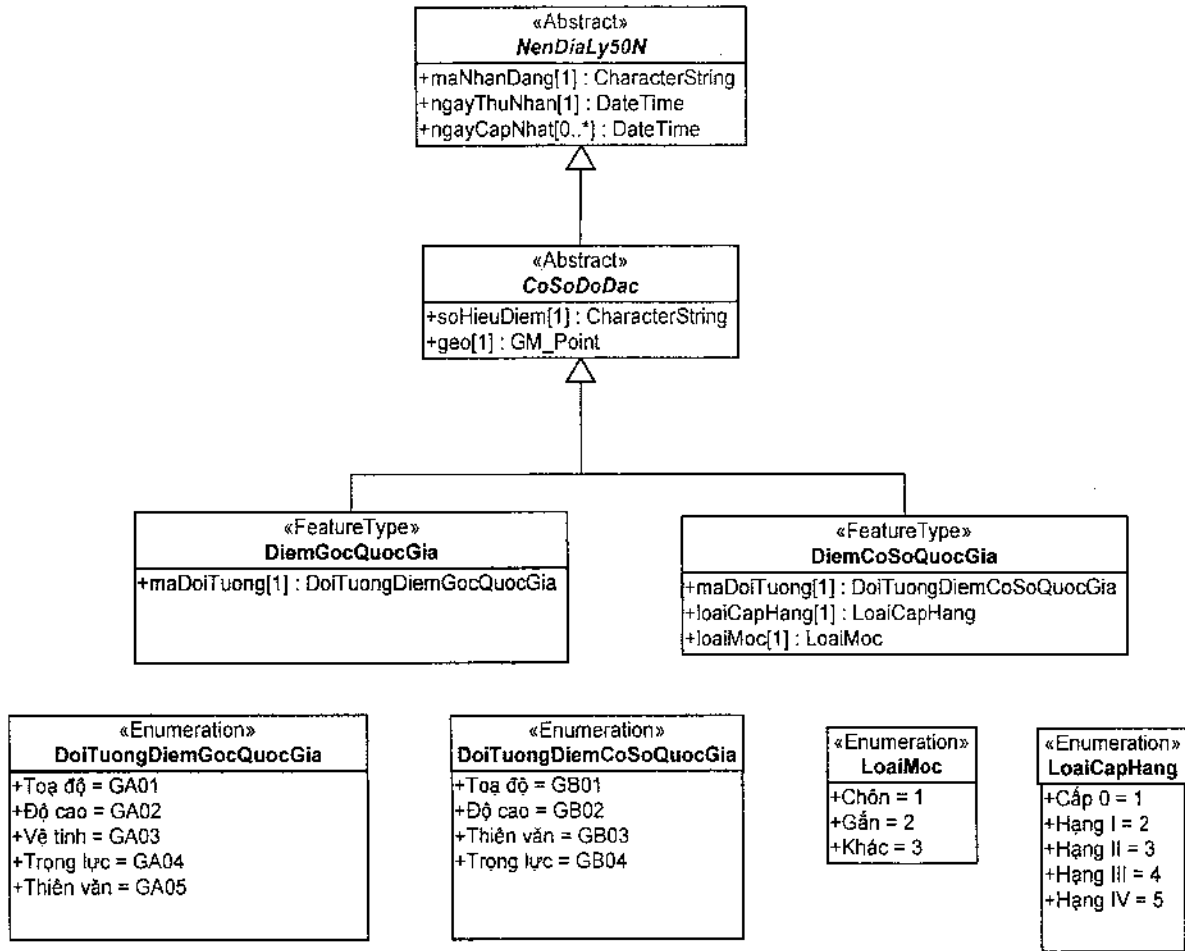 «Abstract»
NenDiaLy50N
+maNhanDang[1] : CharacterString
+ngayThuNhan[1] : DateTime
+ngayCapNhat[0..*] : DateTime
«Abstract»
CoSoDoDac
+soHieuDiem[1] : CharacterString
+geo[1] : GM_Point
«FeatureType»
DiemGocQuocGia
+maDoiTuong[1] : DoiTuongDiemGocQuocGia
«FeatureType»
DiemCoSoQuocGia
+maDoiTuong[1] : DoiTuongDiemCoSoQuocGia
+loaiCapHang[1] : LoaiCapHang
+loaiMoc[1] : LoaiMoc
«Enumeration»
DoiTuongDiemGocQuocGia
+Toạ độ = GA01
+Độ cao = GA02
+Vệ tinh = GA03
+Trọng lực = GA04
+Thiên văn = GA05
«Enumeration»
DoiTuongDiemCoSoQuocGia
+Toạ độ = GB01
+Độ cao = GB02
+Thiên văn = GB03
+Trọng lực = GB04
«Enumeration»
LoaiMoc
+Chôn = 1
+Gắn = 2
+Khác = 3
«Enumeration»
LoaiCapHang
+Cấp 0 = 1
+Hạng I = 2
+Hạng II = 3
+Hạng III = 4
+Hạng IV = 5